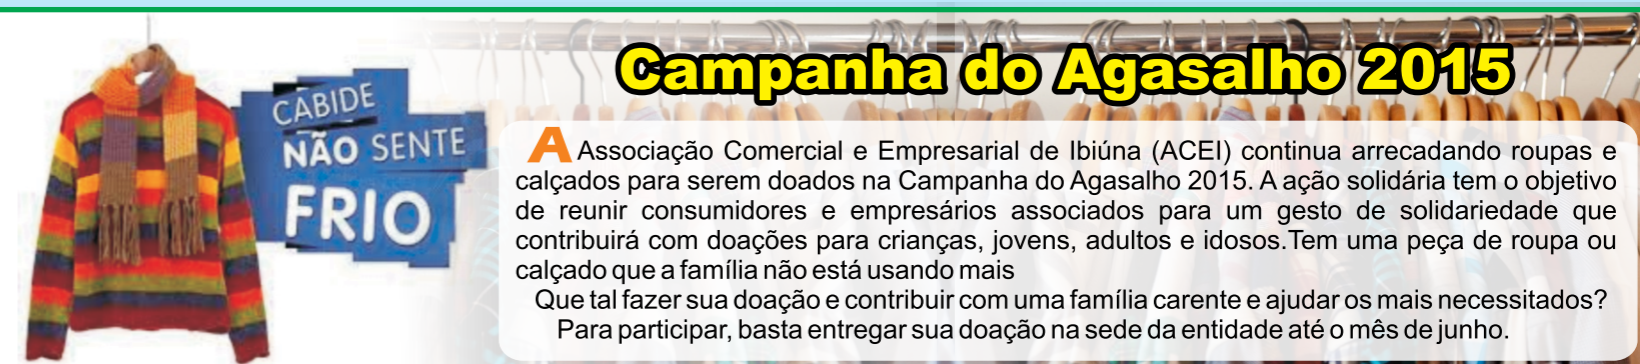 CABIDE
NÃO SENTE
FRIO
Campanha do Agasalho 2015
A Associação Comercial e Empresarial de Ibiúna (ACEI) continua arrecadando roupas e
calçados para serem doados na Campanha do Agasalho 2015. A ação solidária tem o objetivo
de reunir consumidores e empresários associados para um gesto de solidariedade que
contribuirá com doações para crianças, jovens, adultos e idosos.Tem uma peça de roupa ou
calçado que a família não está usando mais
Que tal fazer sua doação e contribuir com uma família carente e ajudar os mais necessitados?
Para participar, basta entregar sua doação na sede da entidade até o mês de junho.